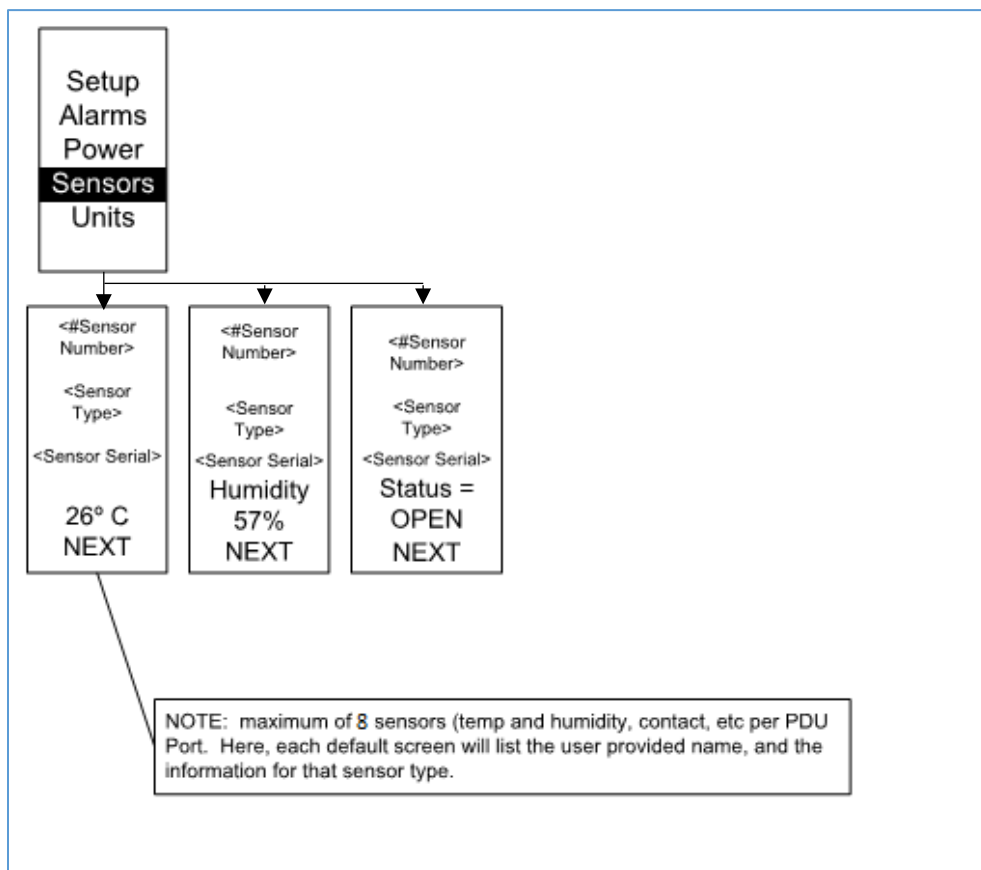 Setup
Alarms
Power
Sensors
Units
<#Sensor
Number>
<Sensor
Type>
<Sensor Serial>
26º C
NEXT
<#Sensor
Number>
<Sensor
Type>
<Sensor Serial>
Humidity
57%
NEXT
<#Sensor
Number>
<Sensor
Type>
<Sensor Serial>
Status =
OPEN
NEXT
NOTE: maximum of 8 sensors (temp and humidity, contact, etc per PDU
Port. Here, each default screen will list the user provided name, and the
information for that sensor type.